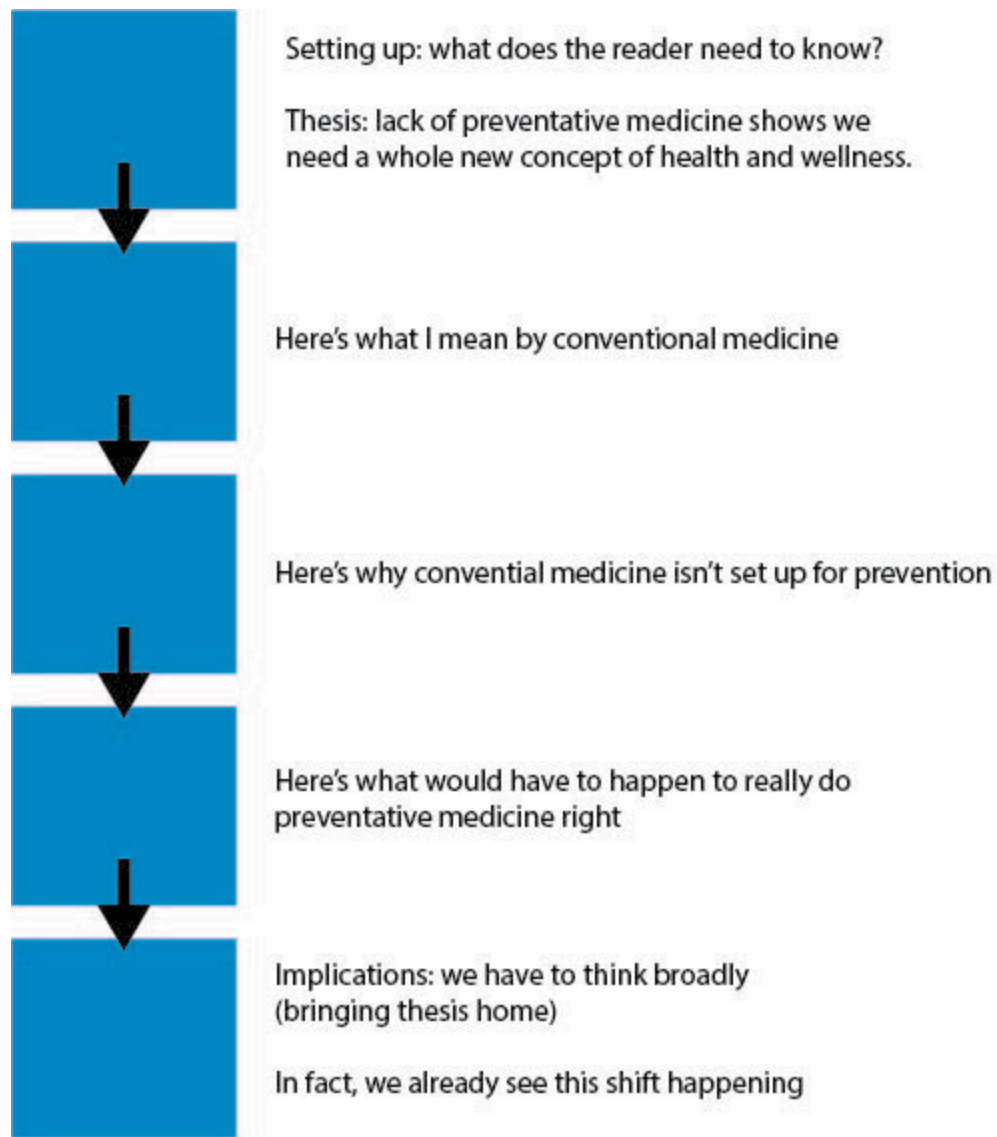 Setting up: what does the reader need to know?
Thesis: lack of preventative medicine shows we
need a whole new concept of health and wellness.
Here's what I mean by conventional medicine
Here's why convential medicine isn't set up for prevention
Here's what would have to happen to really do
preventative medicine right
Implications: we have to think broadly
(bringing thesis home)
In fact, we already see this shift happening